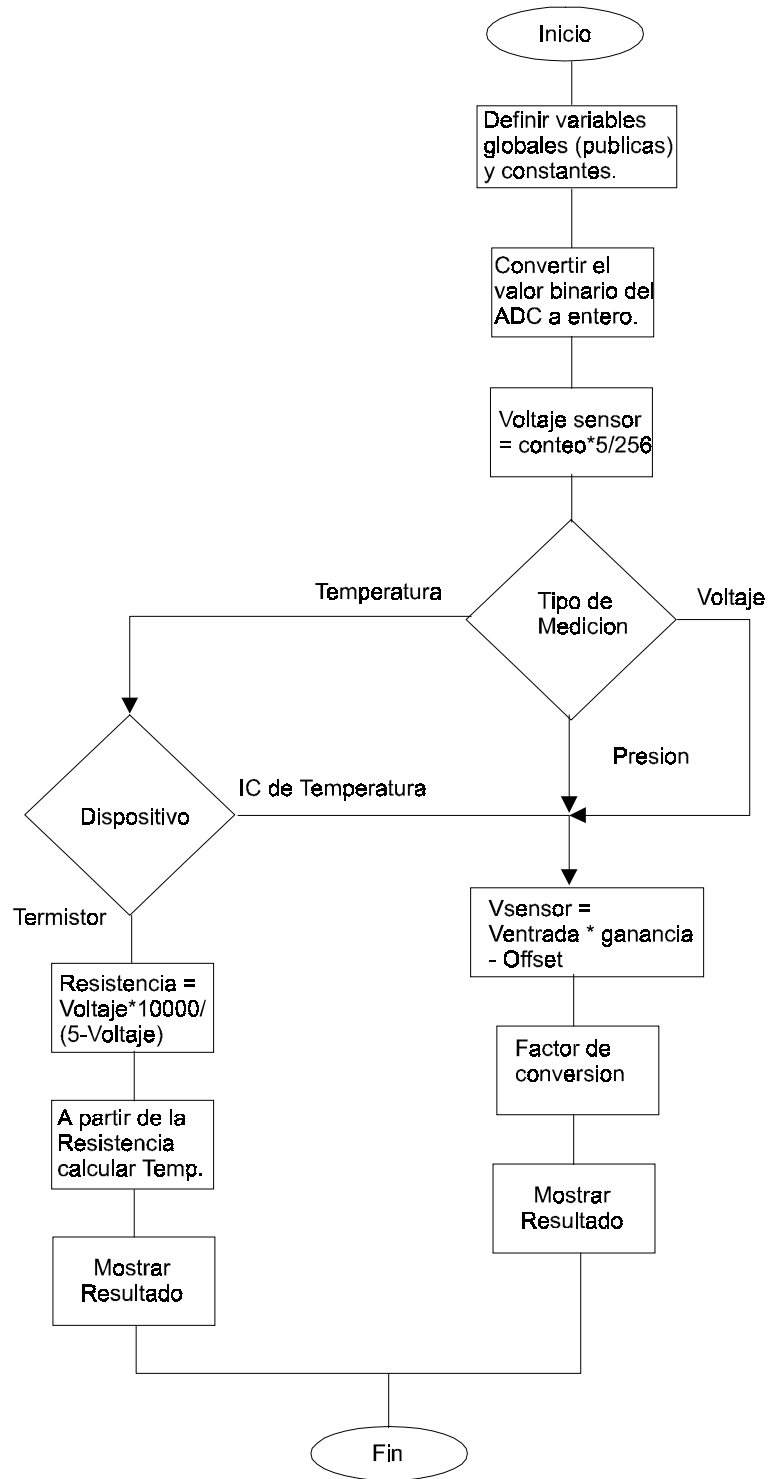 Inicio
Definir variables
globales (publicas)
y constantes.
Convertir el
valor binario del
ADC a entero.
Voltaje sensor
= conteo*5/256
Temperatura
Tipo de
Medicion
Voltaje
Presion
IC de Temperatura
Dispositivo
Termistor
Vsensor =
Ventrada * ganancia
- Offset
Resistencia =
Voltaje*10000/
(5-Voltaje)
Factor de
conversion
A partir de la
Resistencia
calcular Temp.
Mostrar
Resultado
Mostrar
Resultado
Fin